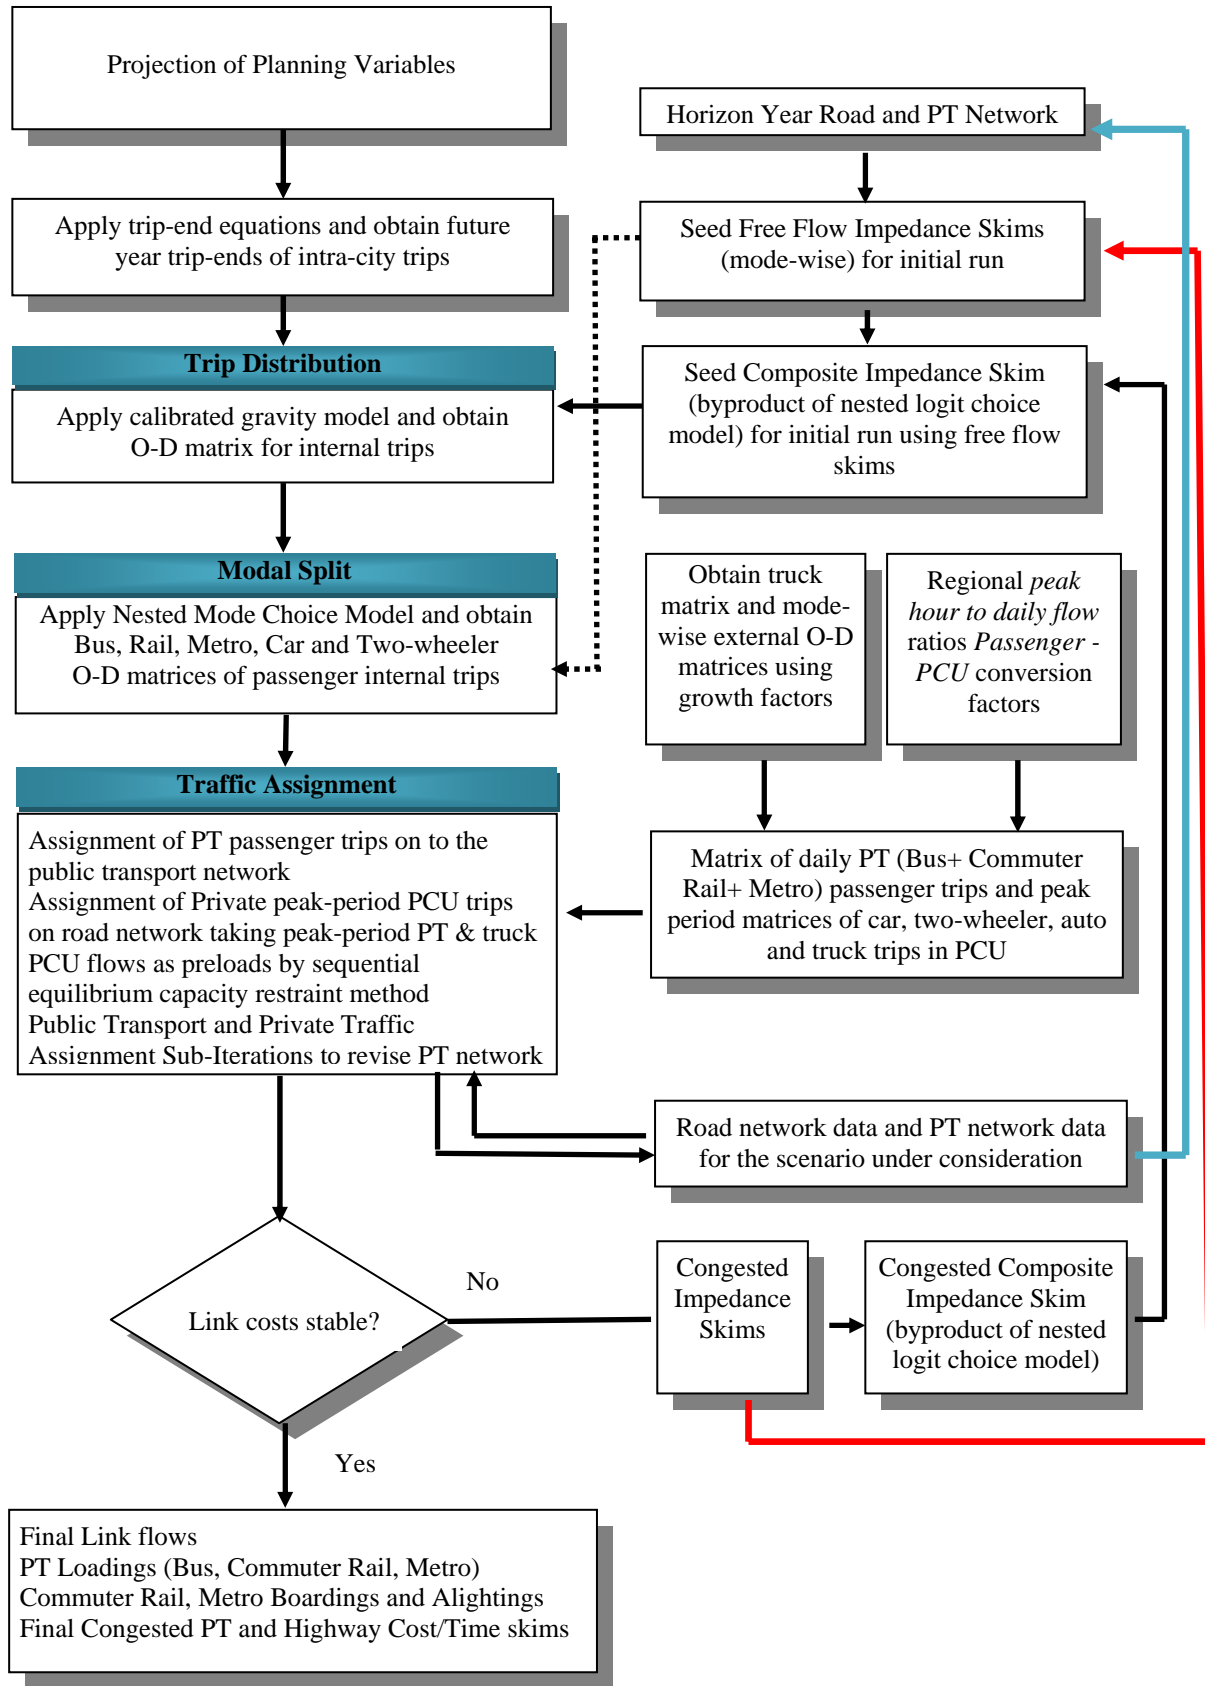 Projection of Planning Variables
Horizon Year Road and PT Network
Apply trip-end equations and obtain future
year trip-ends of intra-city trips
Seed Free Flow Impedance Skims
(mode-wise) for initial run
Trip Distribution
Apply calibrated gravity model and obtain
O-D matrix for internal trips
Seed Composite Impedance Skim
(byproduct of nested logit choice
model) for initial run using free flow
skims
Modal Split
Apply Nested Mode Choice Model and obtain
Bus, Rail, Metro, Car and Two-wheeler
O-D matrices of passenger internal trips
Obtain truck
matrix and mode-
wise external O-D
matrices using
growth factors
Regional peak
hour to daily flow
ratios Passenger -
PCU conversion
factors
Traffic Assignment
Assignment of PT passenger trips on to the
public transport network
Assignment of Private peak-period PCU trips
on road network taking peak-period PT & truck
PCU flows as preloads by sequential
equilibrium capacity restraint method
Public Transport and Private Traffic
Assignment Sub-Iterations to revise PT network
Matrix of daily PT (Bus+ Commuter
Rail+ Metro) passenger trips and peak
period matrices of car, two-wheeler, auto
and truck trips in PCU
Road network data and PT network data
for the scenario under consideration
Link costs stable?
No
Congested
Impedance
Skims
Congested Composite
Impedance Skim
(byproduct of nested
logit choice model)
Yes
Final Link flows
PT Loadings (Bus, Commuter Rail, Metro)
Commuter Rail, Metro Boardings and Alightings
Final Congested PT and Highway Cost/Time skims